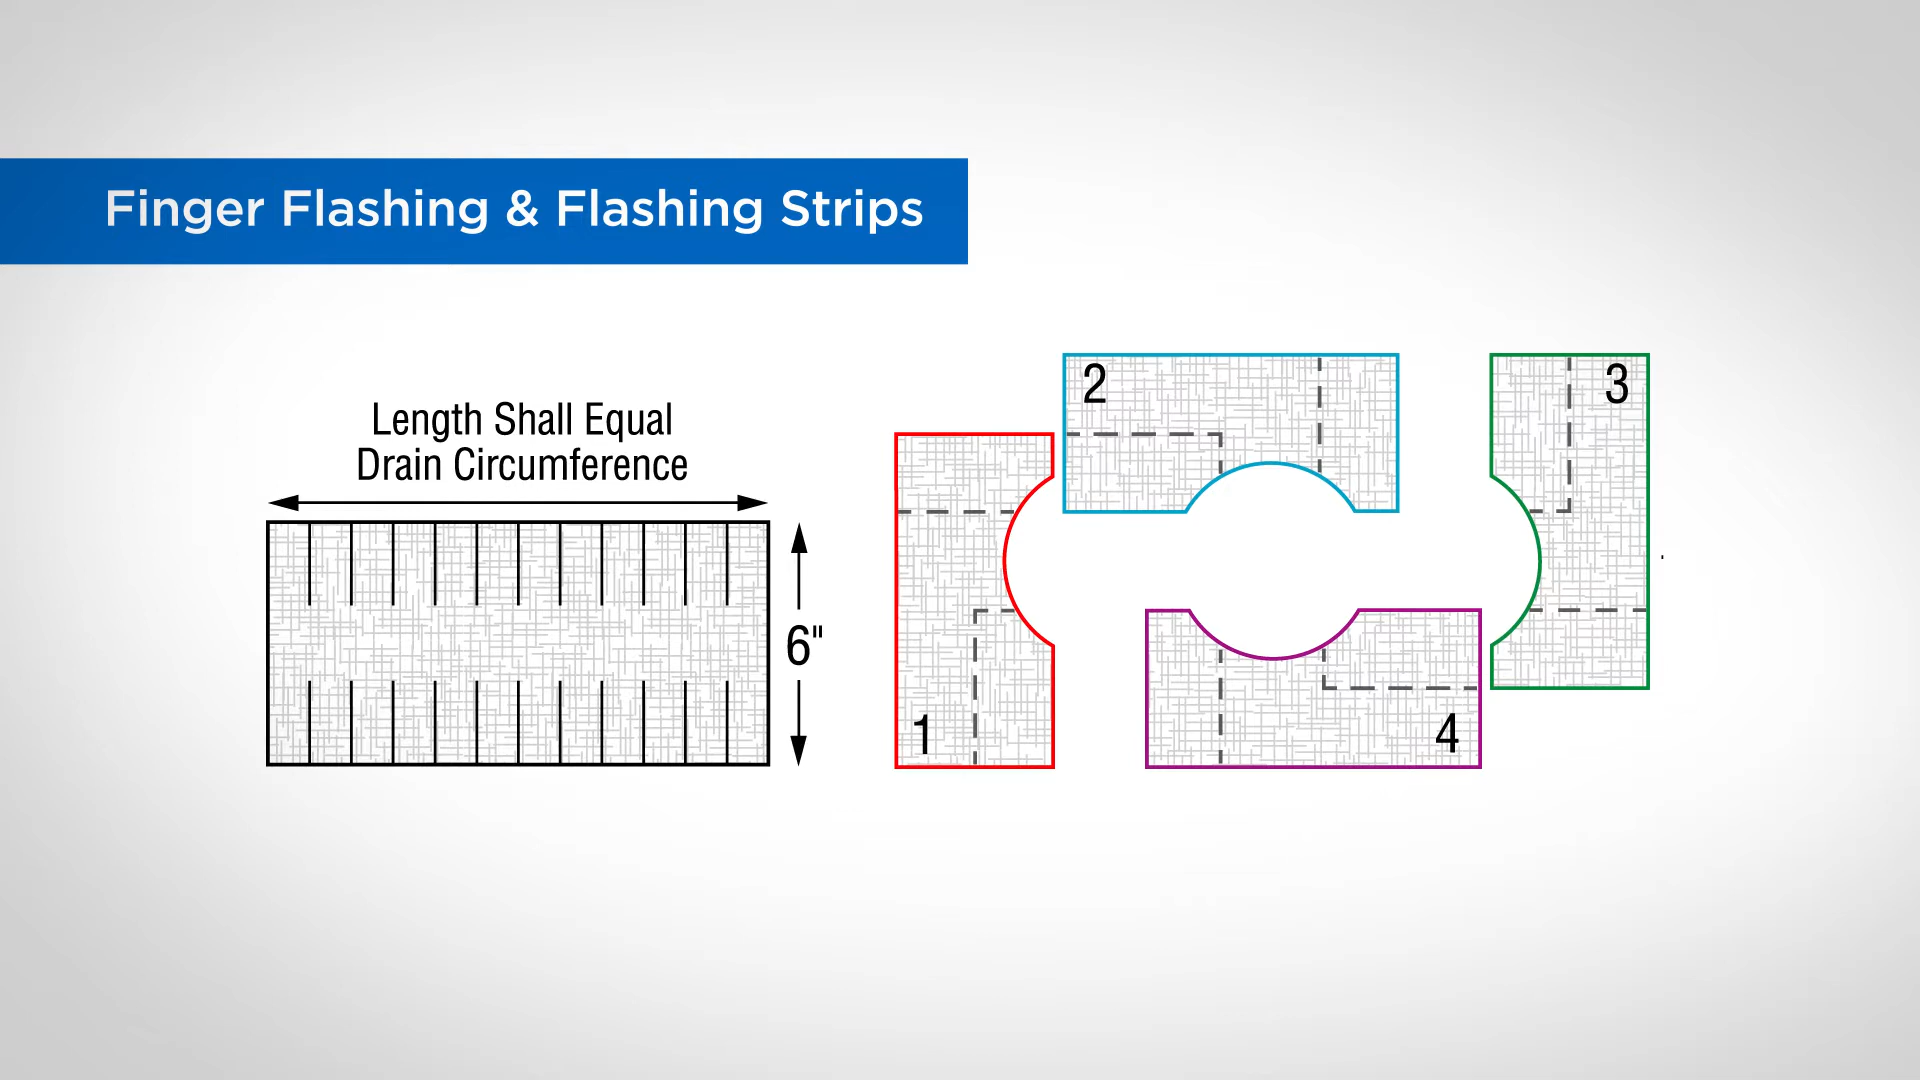 Finger Flashing & Flashing Strips
Length Shall Equal
Drain Circumference
6"
1
2
3
4